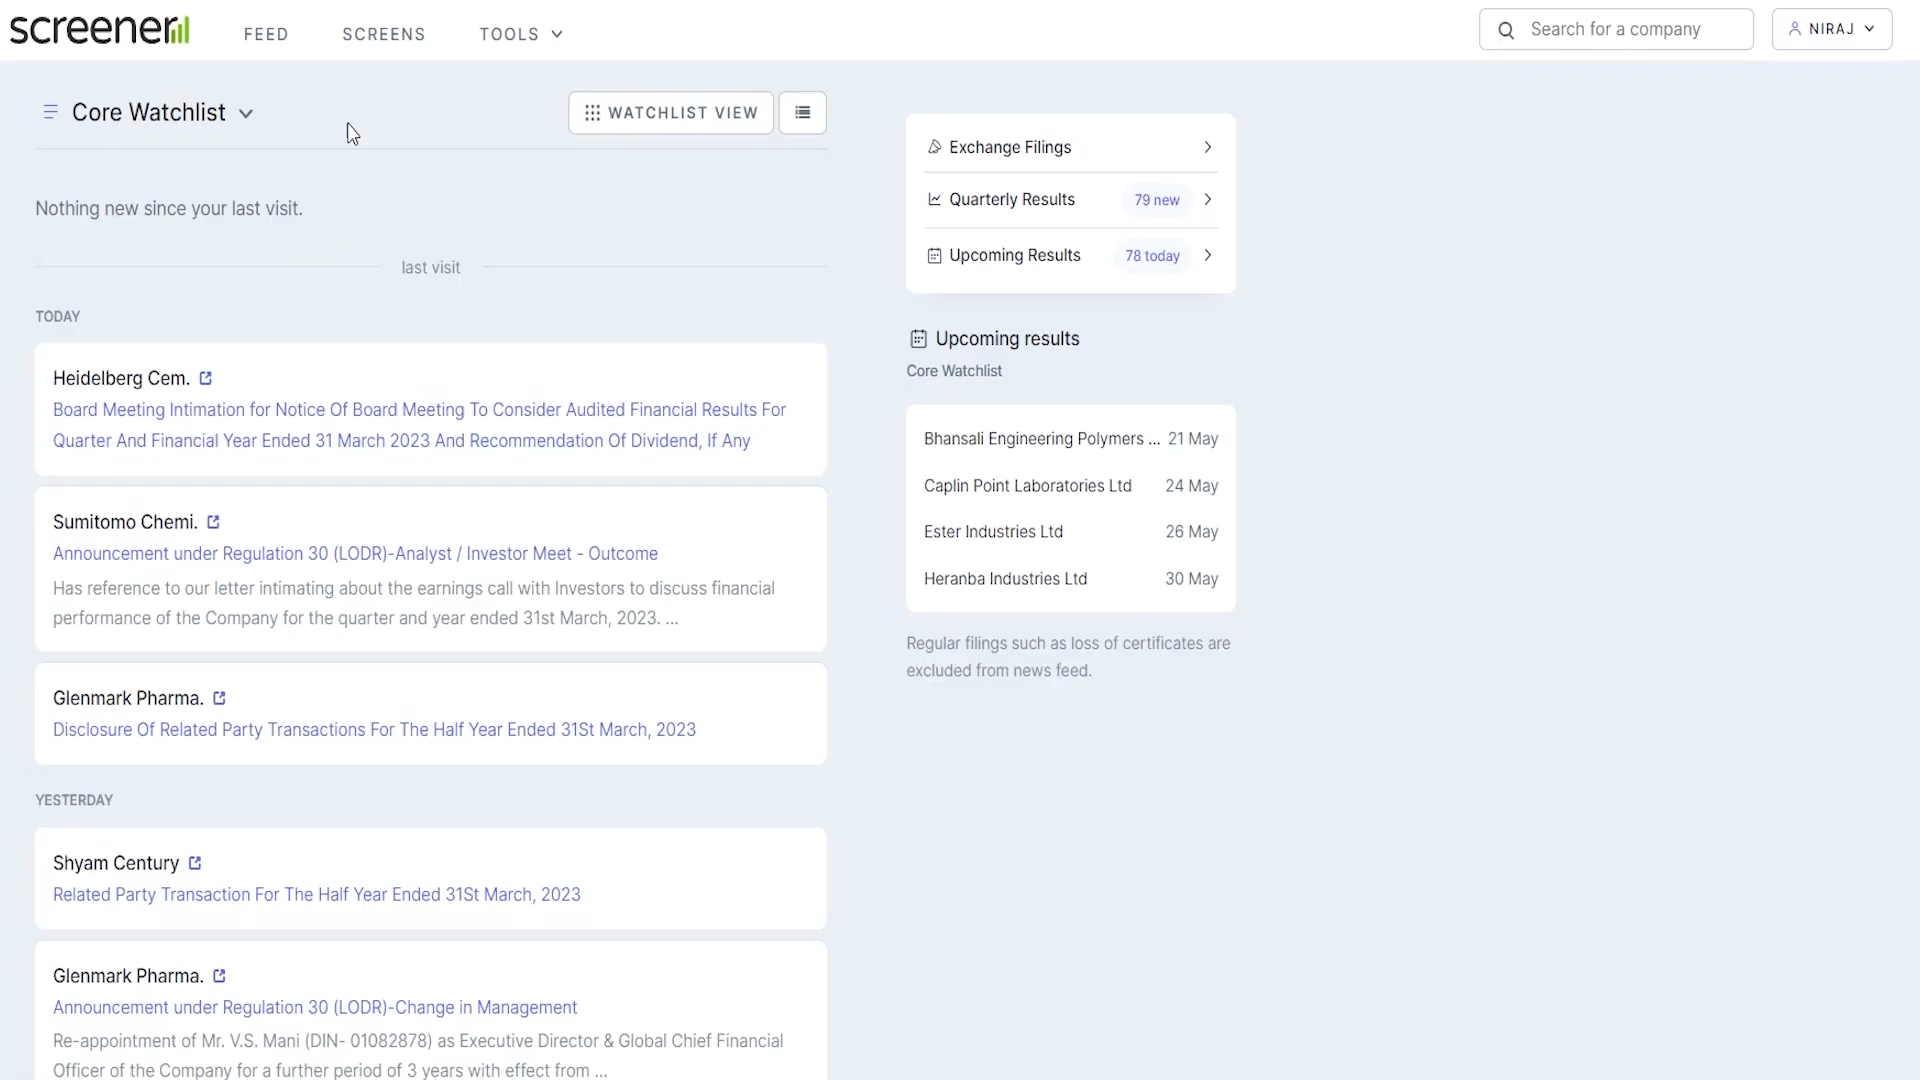 screener
FEED
SCREENS
TOOLS
Search for a company
NIRAJ
Core Watchlist
WATCHLIST VIEW
Nothing new since your last visit.
last visit
TODAY
Heidelberg Cem.
Board Meeting Intimation for Notice Of Board Meeting To Consider Audited Financial Results For
Quarter And Financial Year Ended 31 March 2023 And Recommendation Of Dividend, If Any
Sumitomo Chemi.
Announcement under Regulation 30 (LODR)-Analyst / Investor Meet - Outcome
Has reference to our letter intimating about the earnings call with Investors to discuss financial
performance of the Company for the quarter and year ended 31st March, 2023. ...
Glenmark Pharma.
Disclosure Of Related Party Transactions For The Half Year Ended 31St March, 2023
YESTERDAY
Shyam Century
Related Party Transaction For The Half Year Ended 31St March, 2023
Glenmark Pharma.
Announcement under Regulation 30 (LODR)-Change in Management
Re-appointment of Mr. V.S. Mani (DIN- 01082878) as Executive Director & Global Chief Financial
Officer of the Company for a further period of 3 years with effect from ...
Exchange Filings
Quarterly Results 79 new
Upcoming Results 78 today
Upcoming results
Core Watchlist
Bhansali Engineering Polymers ... 21 May
Caplin Point Laboratories Ltd 24 May
Ester Industries Ltd 26 May
Heranba Industries Ltd 30 May
Regular filings such as loss of certificates are
excluded from news feed.